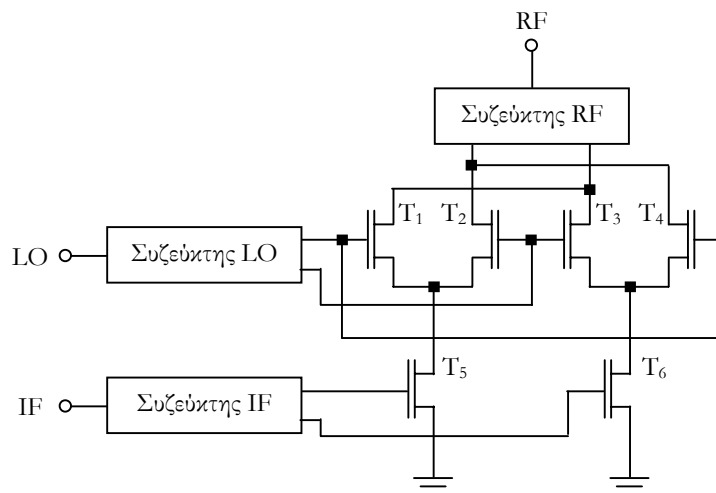 RF
Συζεύκτης RF
T1 T2 T3 T4
LO Συζεύκτης LO
T5 T6
IF Συζεύκτης IF